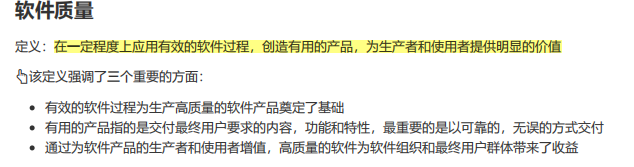 软件质量
定义：在一定程度上应用有效的软件过程，创造有用的产品，为生产者和使用者提供明显的价值
👆该定义强调了三个重要的方面：
• 有效的软件过程为生产高质量的软件产品奠定了基础
• 有用的产品指的是交付最终用户要求的内容，功能和特性，最重要的是以可靠的，无误的方式交付
• 通过为软件产品的生产者和使用者增值，高质量的软件为软件组织和最终用户群体带来了收益